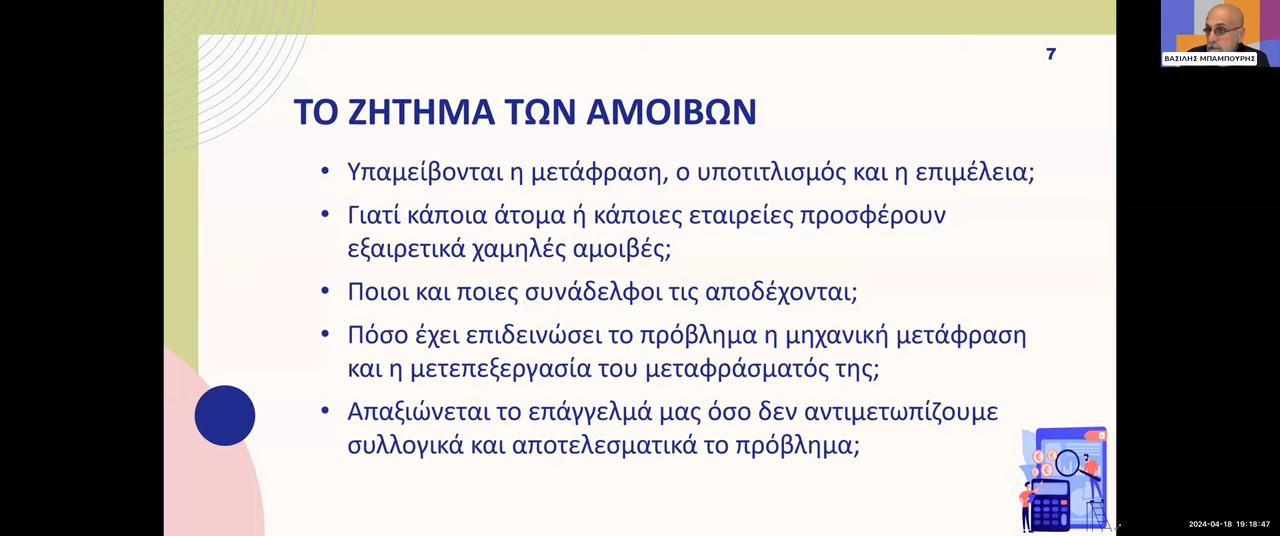 7
ΒΑΣΙΛΗΣ ΜΠΑΜΠΟΥΡΗΣ
ΤΟ ΖΗΤΗΜΑ ΤΩΝ ΑΜΟΙΒΩΝ
• Υπαμείβονται η μετάφραση, ο υποτιτλισμός και η επιμέλεια;
• Γιατί κάποια άτομα ή κάποιες εταιρείες προσφέρουν
εξαιρετικά χαμηλές αμοιβές;
• Ποιοι και ποιες συνάδελφοι τις αποδέχονται;
• Πόσο έχει επιδεινώσει το πρόβλημα η μηχανική μετάφραση
και η μετεπεξεργασία του μεταφράσματός της;
• Απαξιώνεται το επάγγελμά μας όσο δεν αντιμετωπίζουμε
συλλογικά και αποτελεσματικά το πρόβλημα;
2024-04-18 19:18:47